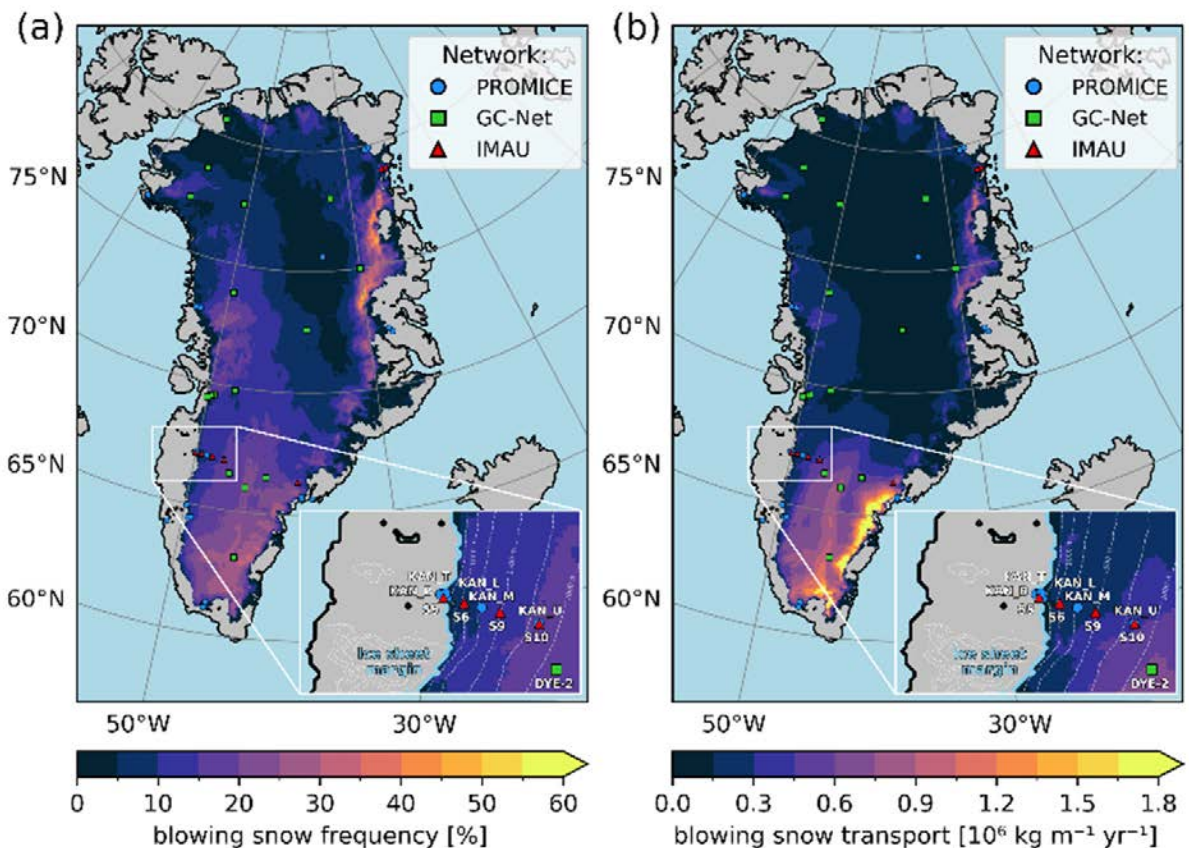 (a)
Network:
PROMICE
GC-Net
IMAU
75°N
70°N
65°N
60°N
50°W
30°W
KAN_T
KAN_L
KAN_M
KAN_U
S6
S9
S10
DYE-2
Ice sheet
margin
0 10 20 30 40 50 60
blowing snow frequency [%]
(b)
Network:
PROMICE
GC-Net
IMAU
75°N
70°N
65°N
60°N
50°W
30°W
KAN_T
KAN_L
KAN_M
KAN_U
S6
S9
S10
DYE-2
Ice sheet
margin
0.0 0.3 0.6 0.9 1.2 1.5 1.8
blowing snow transport [10⁶ kg m⁻¹ yr⁻¹]